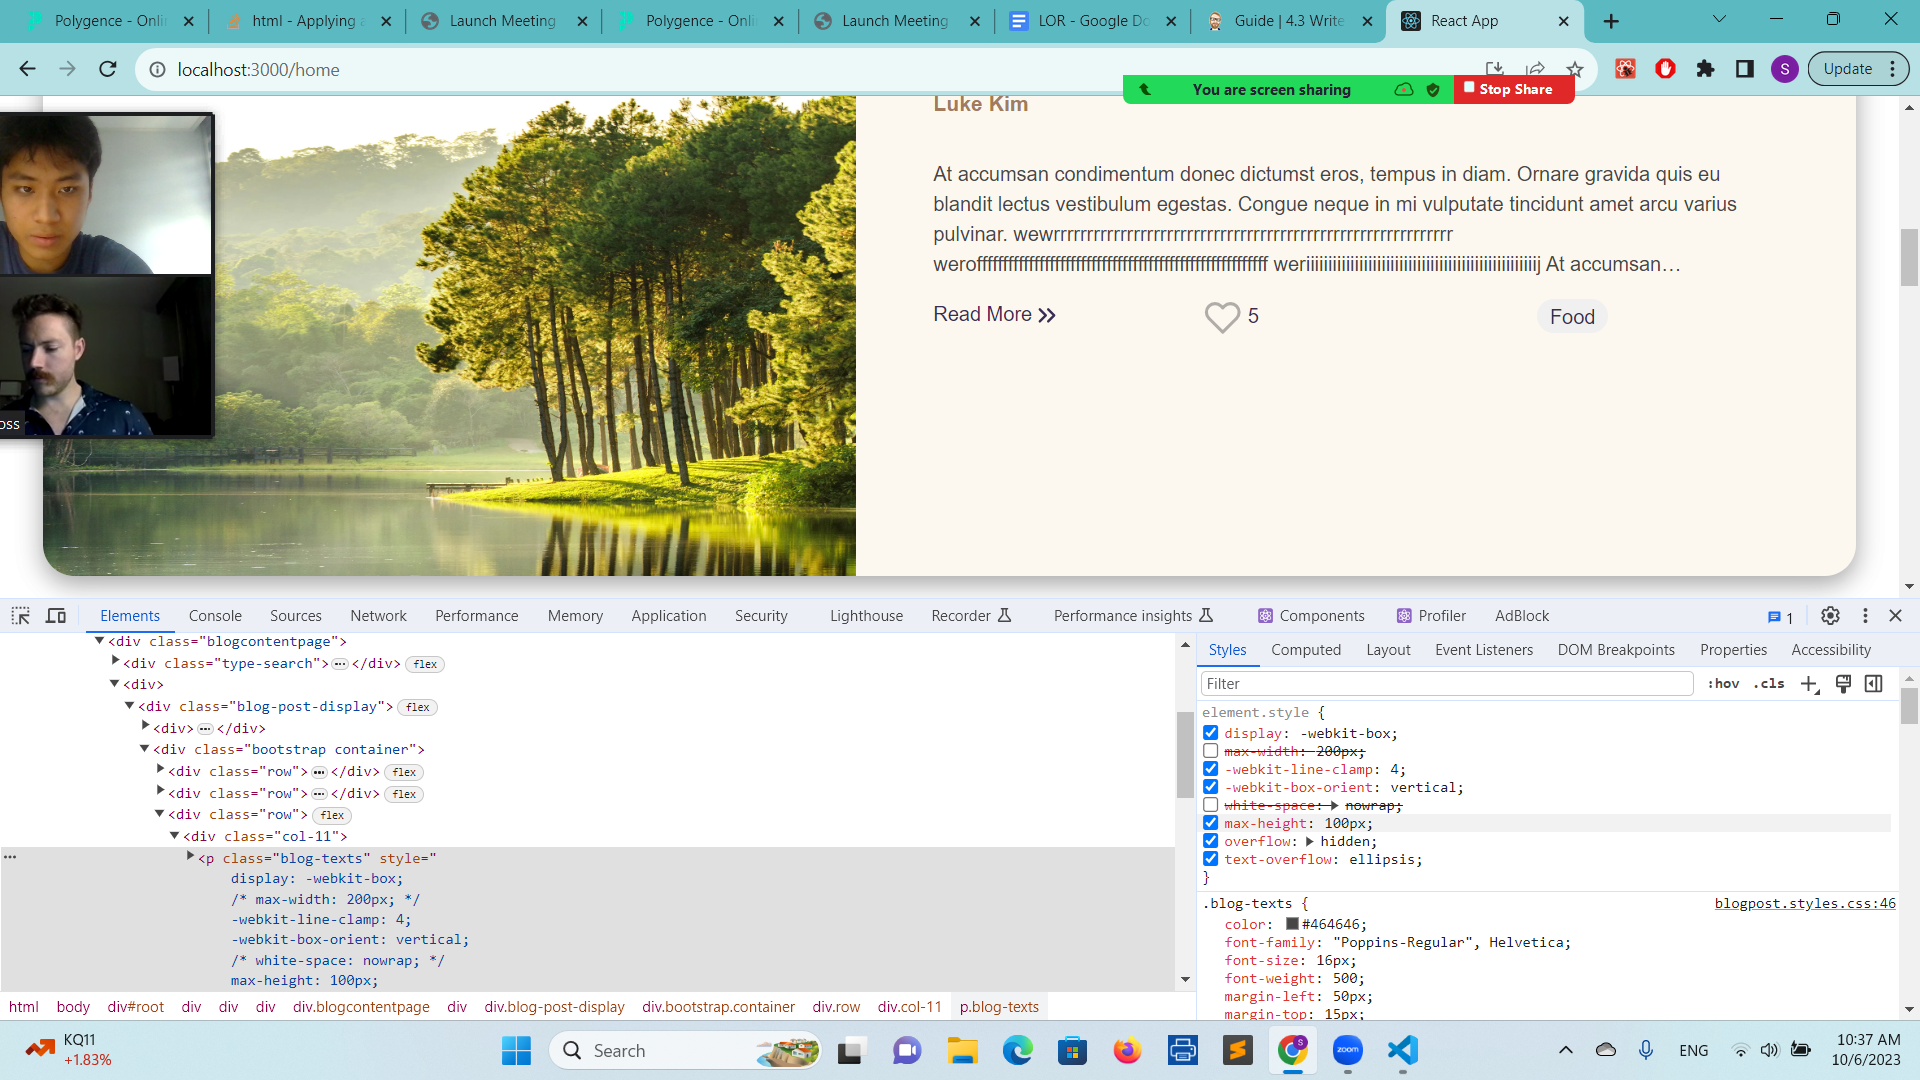 Polygence - Onli
html - Applying a
Launch Meeting
Polygence - Onli
Launch Meeting
LOR - Google Do
Guide | 4.3 Write
React App
localhost:3000/home
S
Update
You are screen sharing
Stop Share
Luke Kim
At accumsan condimentum donec dictumst eros, tempus in diam. Ornare gravida quis eu
blandit lectus vestibulum egestas. Congue neque in mi vulputate tincidunt amet arcu varius
pulvinar. wewrrrrrrrrrrrrrrrrrrrrrrrrrrrrrrrrrrrrrrrrrrrrrrrrrrrrrrrrrrrr
weroffffffffffffffffffffffffffffffffffffffffffffffffffffffffff weriiiiiiiiiiiiiiiiiiiiiiiiiiiiiiiiiiiiiiiiiiiiiiiiiiiiij At accumsan…
Read More
5
Food
oss
Elements Console Sources Network Performance Memory Application Security Lighthouse Recorder Performance insights Components Profiler AdBlock 1
<div class="blogcontentpage">
<div class="type-search"> ⋯ </div> flex
<div>
<div class="blog-post-display"> flex
<div> ⋯ </div>
<div class="bootstrap container">
<div class="row"> ⋯ </div> flex
<div class="row"> ⋯ </div> flex
<div class="row"> flex
<div class="col-11">
<p class="blog-texts" style="
display: -webkit-box;
/* max-width: 200px; */
-webkit-line-clamp: 4;
-webkit-box-orient: vertical;
/* white-space: nowrap; */
max-height: 100px;
html body div#root div div div div.blogcontentpage div div.blog-post-display div.bootstrap.container div.row div.col-11 p.blog-texts
Styles Computed Layout Event Listeners DOM Breakpoints Properties Accessibility
Filter
:hov .cls
element.style {
display: -webkit-box;
max-width: 200px;
-webkit-line-clamp: 4;
-webkit-box-orient: vertical;
white-space: nowrap;
max-height: 100px;
overflow: hidden;
text-overflow: ellipsis;
}
.blog-texts {
blogpost.styles.css:46
color: #464646;
font-family: "Poppins-Regular", Helvetica;
font-size: 16px;
font-weight: 500;
margin-left: 50px;
margin-top: 15px;
KQ11
+1.83%
Search
S
zoom
ENG
10:37 AM
10/6/2023